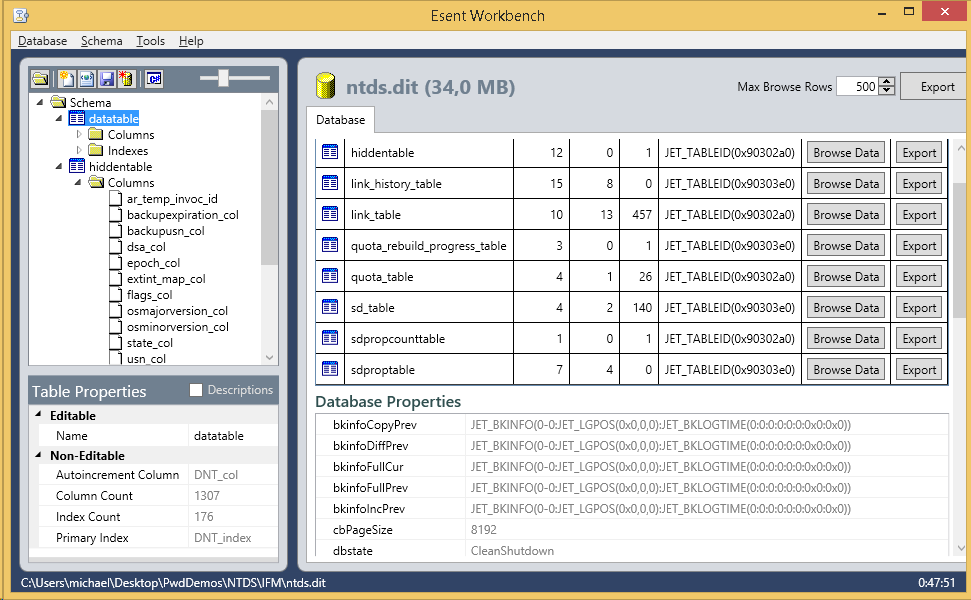 Esent Workbench
Database Schema Tools Help
Schema
datatable
Columns
Indexes
hiddentable
Columns
ar_temp_invoc_id
backupexpiration_col
backupusn_col
dsa_col
epoch_col
extint_map_col
flags_col
osmajorversion_col
osminorversion_col
state_col
usn_col
Table Properties Descriptions
Editable
Name datatable
Non-Editable
Autoincrement Column DNT_col
Column Count 1307
Index Count 176
Primary Index DNT_index
ntds.dit (34,0 MB) Max Browse Rows 500 Export
Database
hiddentable 12 0 1 JET_TABLEID(0x90302a0) Browse Data Export
link_history_table 15 8 0 JET_TABLEID(0x90303e0) Browse Data Export
link_table 10 13 457 JET_TABLEID(0x90302a0) Browse Data Export
quota_rebuild_progress_table 3 0 1 JET_TABLEID(0x90303e0) Browse Data Export
quota_table 4 1 26 JET_TABLEID(0x90302a0) Browse Data Export
sd_table 4 2 140 JET_TABLEID(0x90303e0) Browse Data Export
sdpropcounttable 1 0 1 JET_TABLEID(0x90302a0) Browse Data Export
sdproptable 7 4 0 JET_TABLEID(0x90303e0) Browse Data Export
Database Properties
bkinfoCopyPrev JET_BKINFO(0-0:JET_LGPOS(0x0,0,0):JET_BKLOGTIME(0:0:0:0:0:0:0x0:0x0))
bkinfoDiffPrev JET_BKINFO(0-0:JET_LGPOS(0x0,0,0):JET_BKLOGTIME(0:0:0:0:0:0:0x0:0x0))
bkinfoFullCur JET_BKINFO(0-0:JET_LGPOS(0x0,0,0):JET_BKLOGTIME(0:0:0:0:0:0:0x0:0x0))
bkinfoFullPrev JET_BKINFO(0-0:JET_LGPOS(0x0,0,0):JET_BKLOGTIME(0:0:0:0:0:0:0x0:0x0))
bkinfoIncPrev JET_BKINFO(0-0:JET_LGPOS(0x0,0,0):JET_BKLOGTIME(0:0:0:0:0:0:0x0:0x0))
cbPageSize 8192
dbstate CleanShutdown
C:\Users\michael\Desktop\PwdDemos\NTDS\IFM\ntds.dit 0:47:51